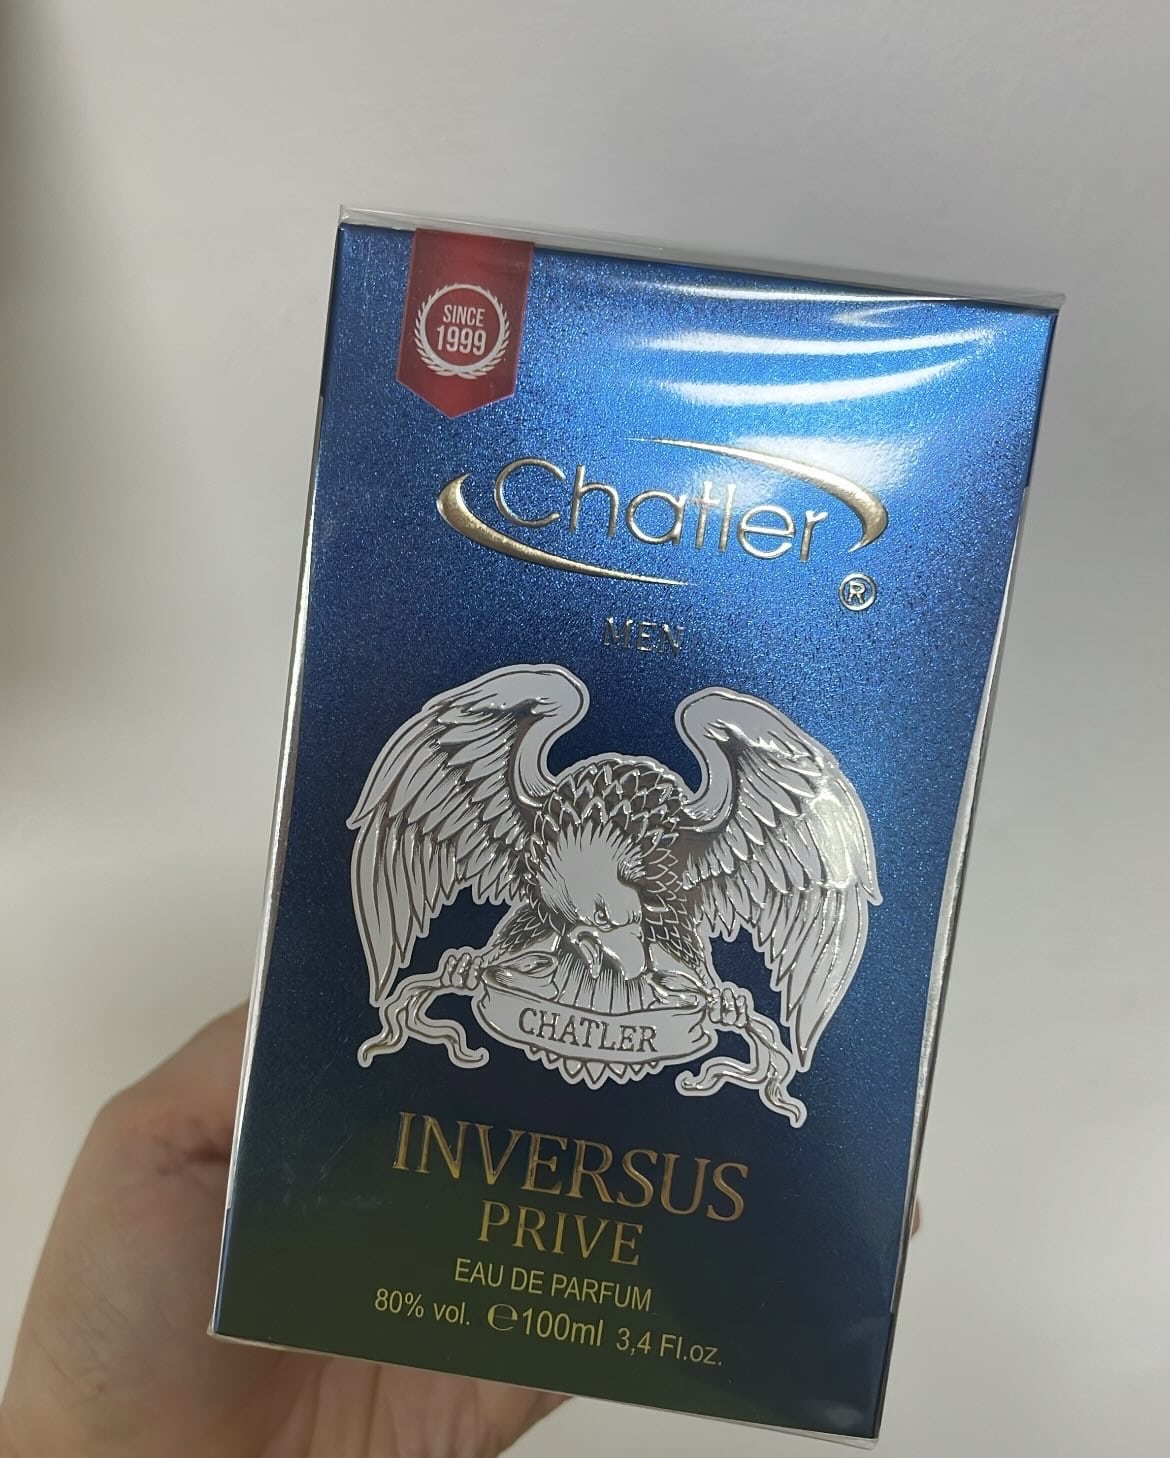 SINCE
1999
Chatler
®
MEN
CHATLER
INVERSUS
PRIVE
EAU DE PARFUM
80% vol. ℮100ml 3,4 Fl.oz.